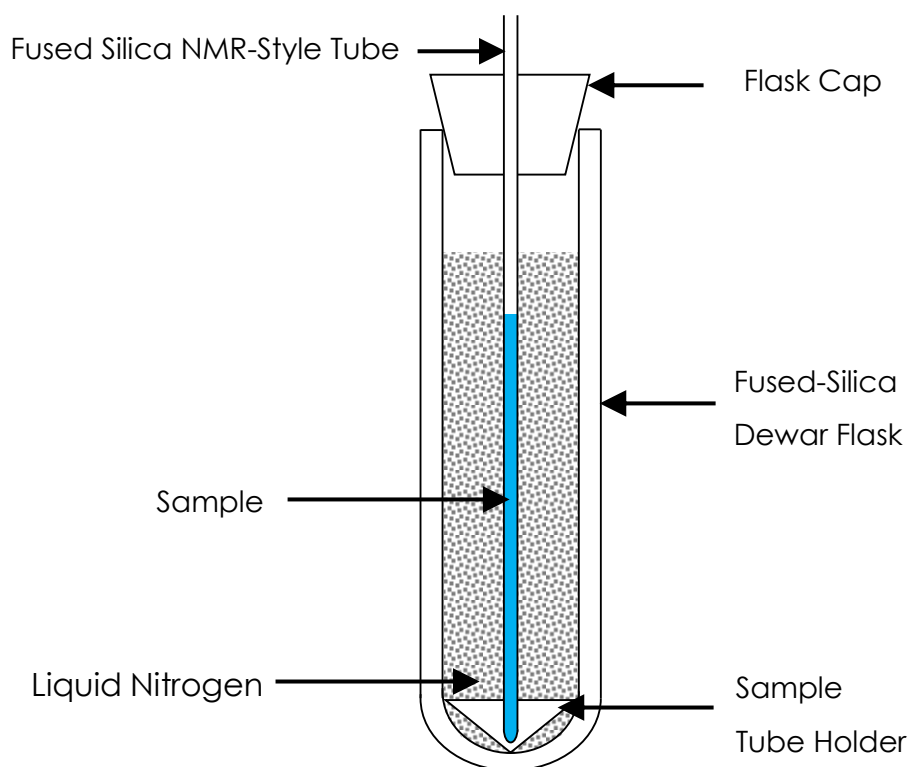 Fused Silica NMR-Style Tube
Flask Cap
Fused-Silica
Dewar Flask
Sample
Liquid Nitrogen
Sample
Tube Holder